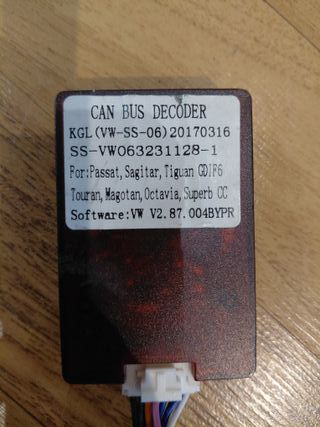 CAN BUS DECODER
KGL(VW-SS-06)20170316
SS-VW063231128-1
For:Passat,Sagitar,Tiguan GDIF6
Touran,Magotan,Octavia,Superb CC
Software:VW V2.87.004BYPR